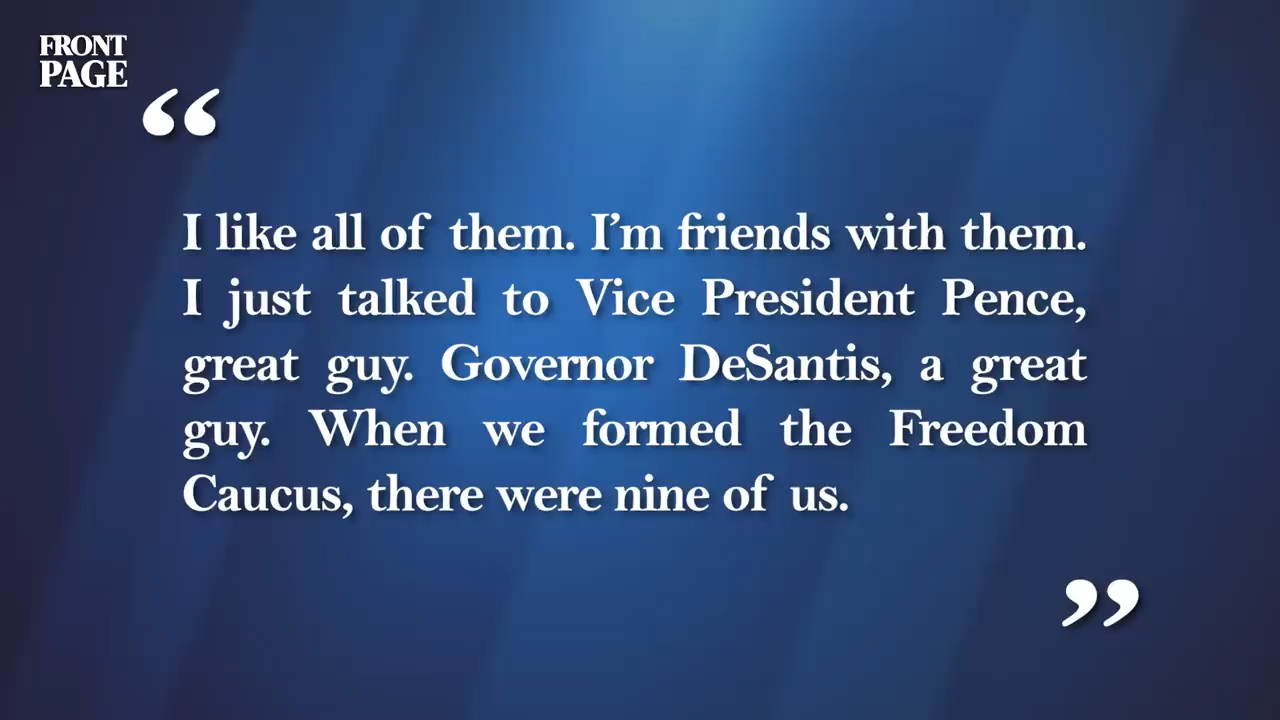 FRONT
PAGE
“
I like all of them. I’m friends with them.
I just talked to Vice President Pence,
great guy. Governor DeSantis, a great
guy. When we formed the Freedom
Caucus, there were nine of us.
”